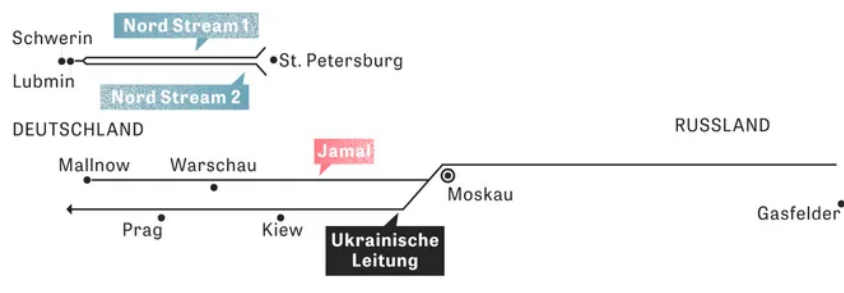 Nord Stream 1
Schwerin
St. Petersburg
Lubmin
Nord Stream 2
DEUTSCHLAND
RUSSLAND
Jamal
Mallnow
Warschau
Moskau
Gasfelder
Prag
Kiew
Ukrainische
Leitung